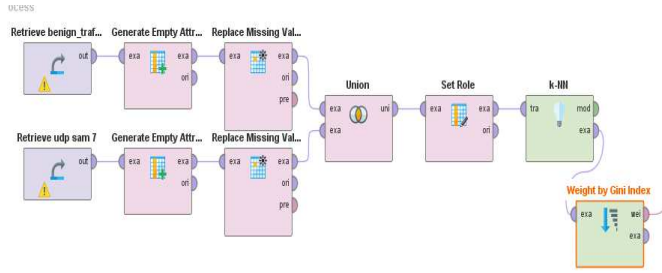 ocess
Retrieve benign_traf... Generate Empty Attr... Replace Missing Val...
out exa exa exa exa
ori ori
pre
Union Set Role k-NN
exa uni exa exa tra mod
exa ori exa
Retrieve udp sam 7 Generate Empty Attr... Replace Missing Val...
out exa exa exa exa
ori ori
pre
Weight by Gini Index
exa wei
exa